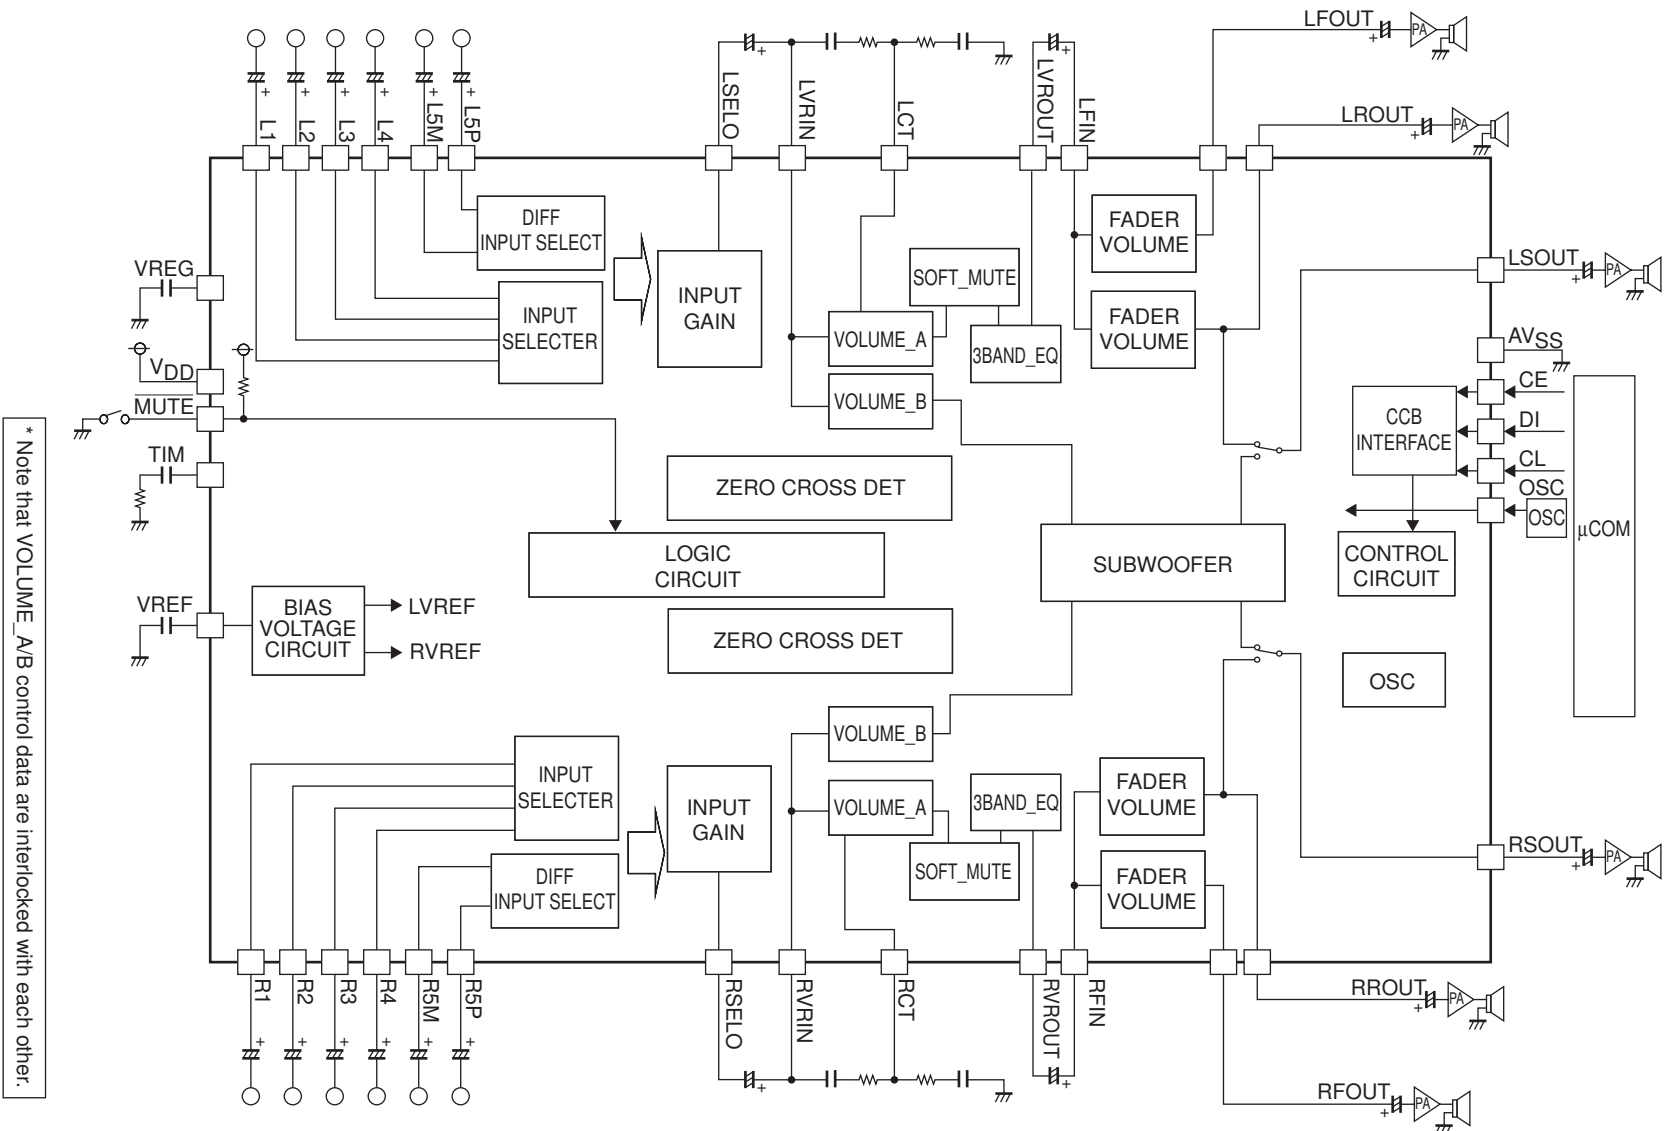 LFOUT
PA
LROUT
PA
L1
L2
L3
L4
L5M
L5P
LSELO
LVRIN
LCT
LVROUT
LFIN
+
+
+
+
+
+
+
+
+
+
DIFF
INPUT SELECT
INPUT
SELECTER
INPUT
GAIN
VOLUME_A
VOLUME_B
SOFT_MUTE
3BAND_EQ
FADER
VOLUME
FADER
VOLUME
LSOUT
+
PA
AVSS
CE
DI
CL
OSC
OSC
µCOM
CCB
INTERFACE
CONTROL
CIRCUIT
OSC
VREG
VDD
MUTE
TIM
VREF
ZERO CROSS DET
LOGIC
CIRCUIT
ZERO CROSS DET
SUBWOOFER
BIAS
VOLTAGE
CIRCUIT
LVREF
RVREF
INPUT
SELECTER
DIFF
INPUT SELECT
INPUT
GAIN
VOLUME_B
VOLUME_A
SOFT_MUTE
3BAND_EQ
FADER
VOLUME
FADER
VOLUME
RSOUT
+
PA
R1
R2
R3
R4
R5M
R5P
RSELO
RVRIN
RCT
RVROUT
RFIN
+
+
+
+
+
+
+
+
RROUT
+
PA
RFOUT
+
PA
* Note that VOLUME_A/B control data are interlocked with each other.